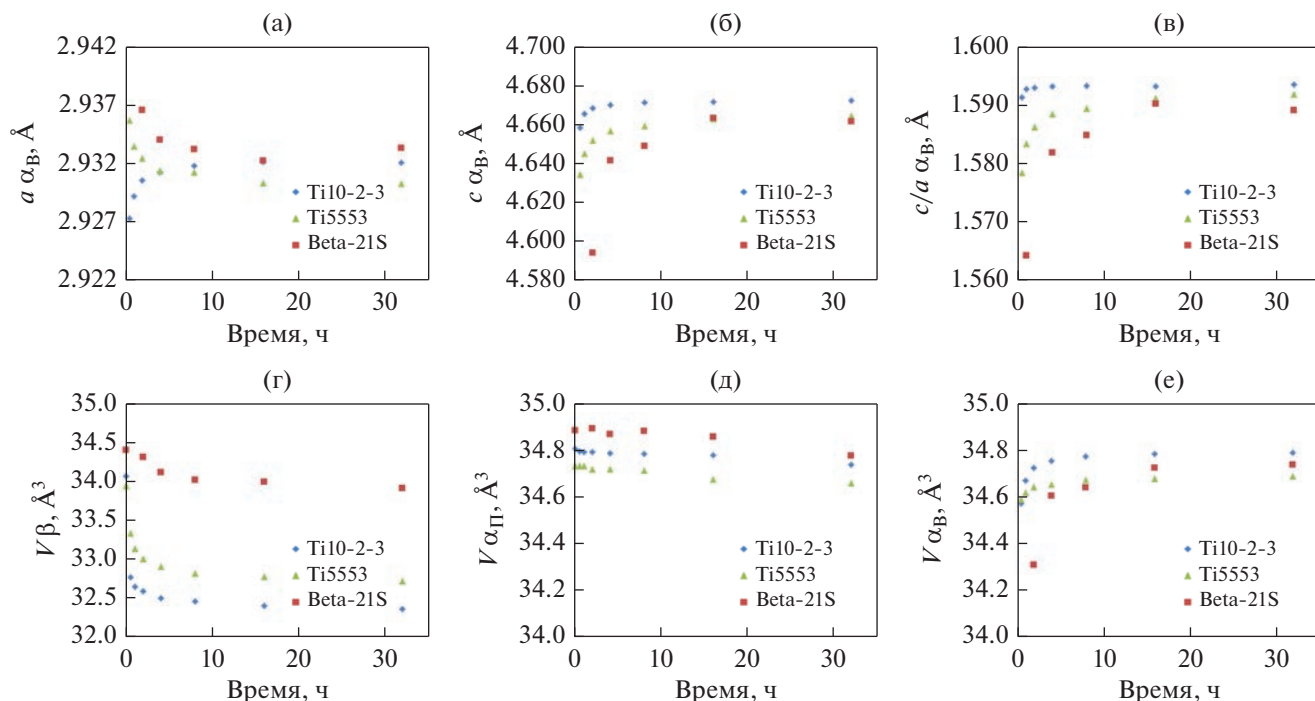 (а)
2.942
2.937
2.932
2.927
2.922
a αВ, Å
0 10 20 30
Время, ч
Ti10-2-3
Ti5553
Beta-21S
(б)
4.700
4.680
4.660
4.640
4.620
4.600
4.580
c αВ, Å
0 10 20 30
Время, ч
Ti10-2-3
Ti5553
Beta-21S
(в)
1.600
1.590
1.580
1.570
1.560
c/a αВ, Å
0 10 20 30
Время, ч
Ti10-2-3
Ti5553
Beta-21S
(г)
35.0
34.5
34.0
33.5
33.0
32.5
32.0
Vβ, Å³
0 10 20 30
Время, ч
Ti10-2-3
Ti5553
Beta-21S
(д)
35.0
34.8
34.6
34.4
34.2
34.0
VαП, Å³
0 10 20 30
Время, ч
Ti10-2-3
Ti5553
Beta-21S
(е)
35.0
34.8
34.6
34.4
34.2
34.0
VαВ, Å³
0 10 20 30
Время, ч
Ti10-2-3
Ti5553
Beta-21S